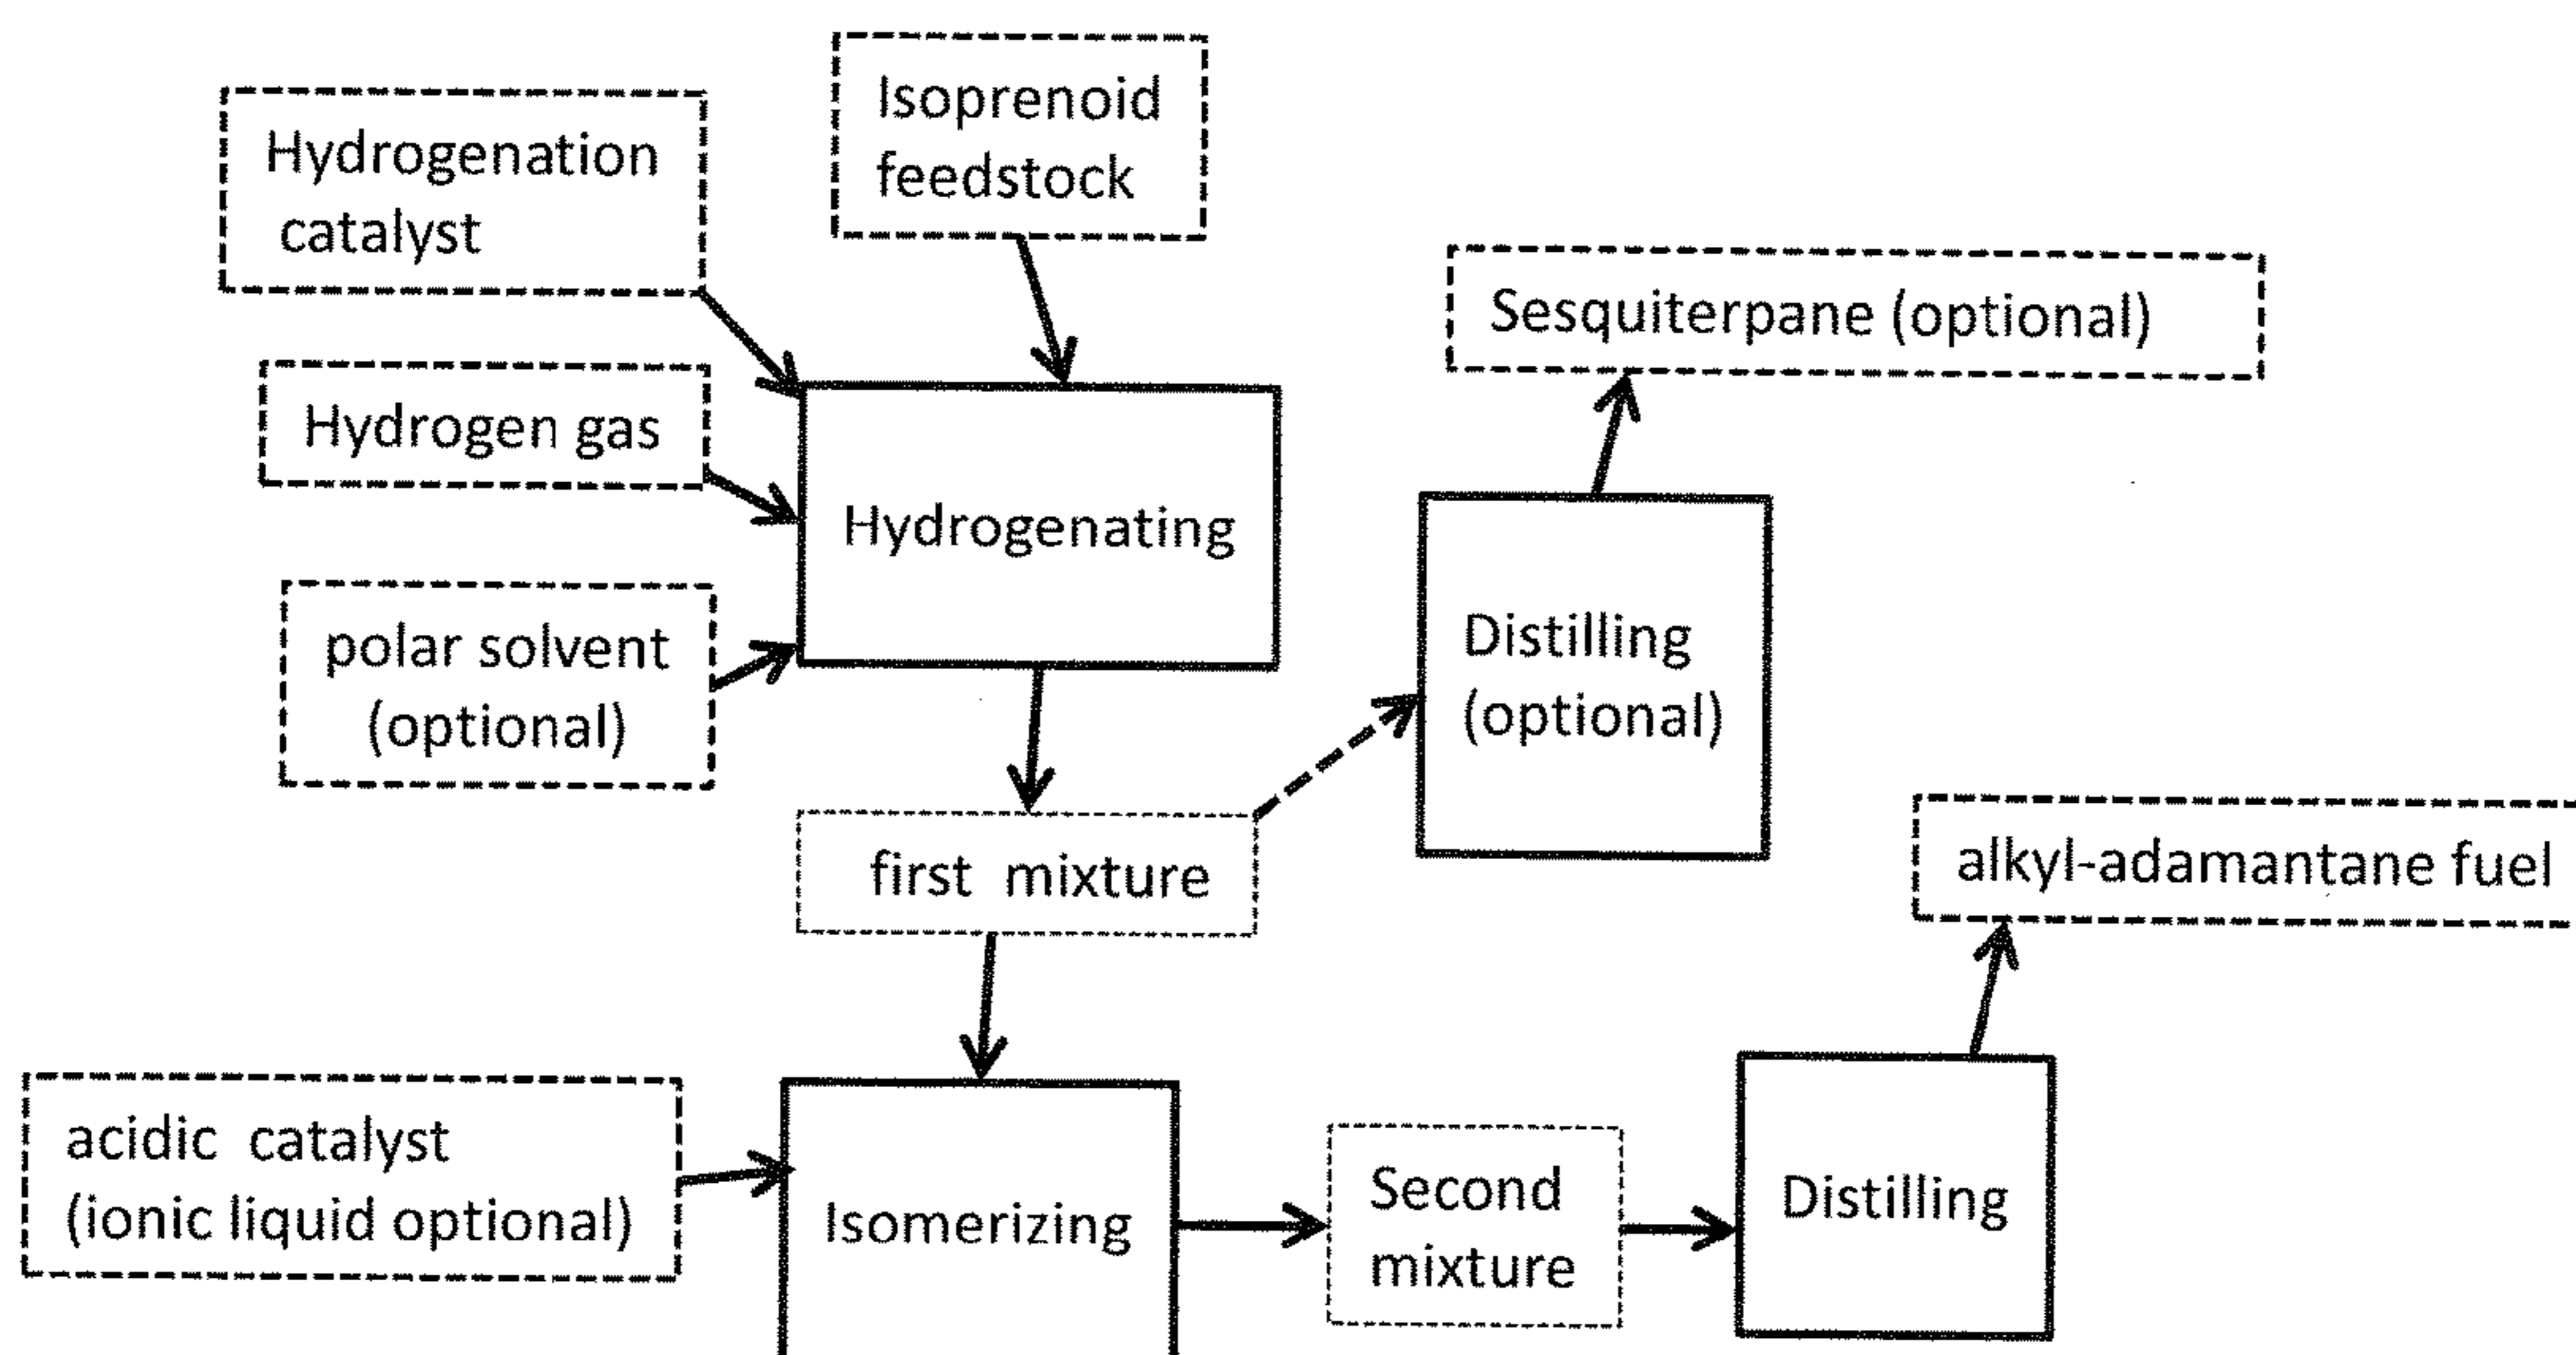 Isoprenoid
feedstock
Hydrogenation
catalyst
Hydrogen gas
polar solvent
(optional)
Hydrogenating
Sesquiterpane (optional)
Distilling
(optional)
first mixture
alkyl-adamantane fuel
acidic catalyst
(ionic liquid optional)
Isomerizing
Second
mixture
Distilling